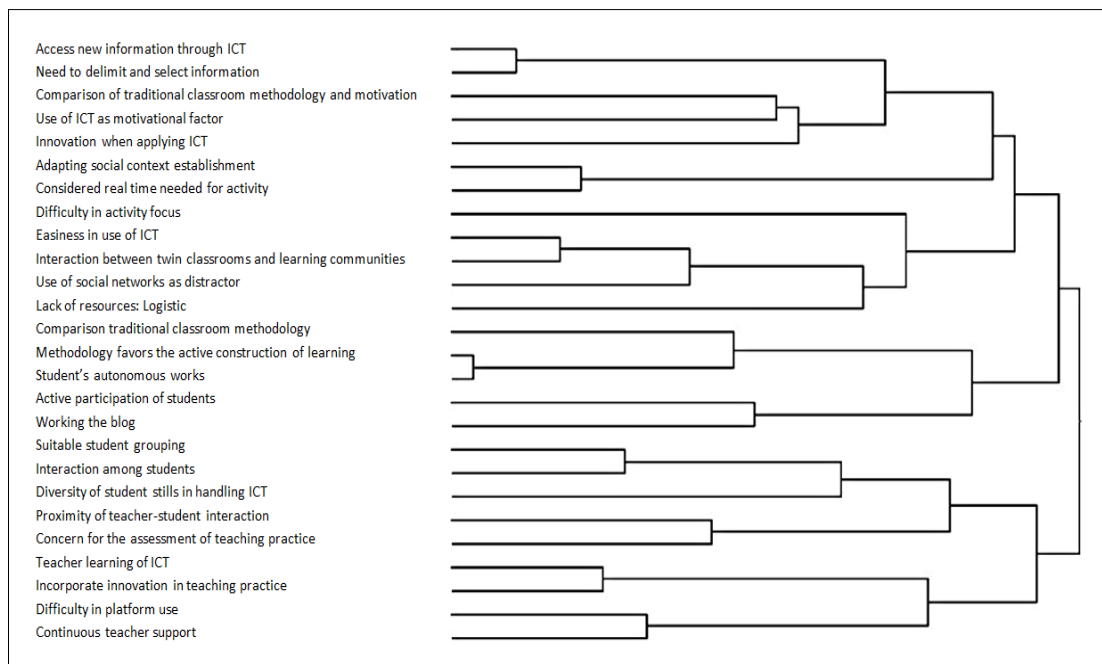 Access new information through ICT
Need to delimit and select information
Comparison of traditional classroom methodology and motivation
Use of ICT as motivational factor
Innovation when applying ICT
Adapting social context establishment
Considered real time needed for activity
Difficulty in activity focus
Easiness in use of ICT
Interaction between twin classrooms and learning communities
Use of social networks as distractor
Lack of resources: Logistic
Comparison traditional classroom methodology
Methodology favors the active construction of learning
Student’s autonomous works
Active participation of students
Working the blog
Suitable student grouping
Interaction among students
Diversity of student stills in handling ICT
Proximity of teacher-student interaction
Concern for the assessment of teaching practice
Teacher learning of ICT
Incorporate innovation in teaching practice
Difficulty in platform use
Continuous teacher support